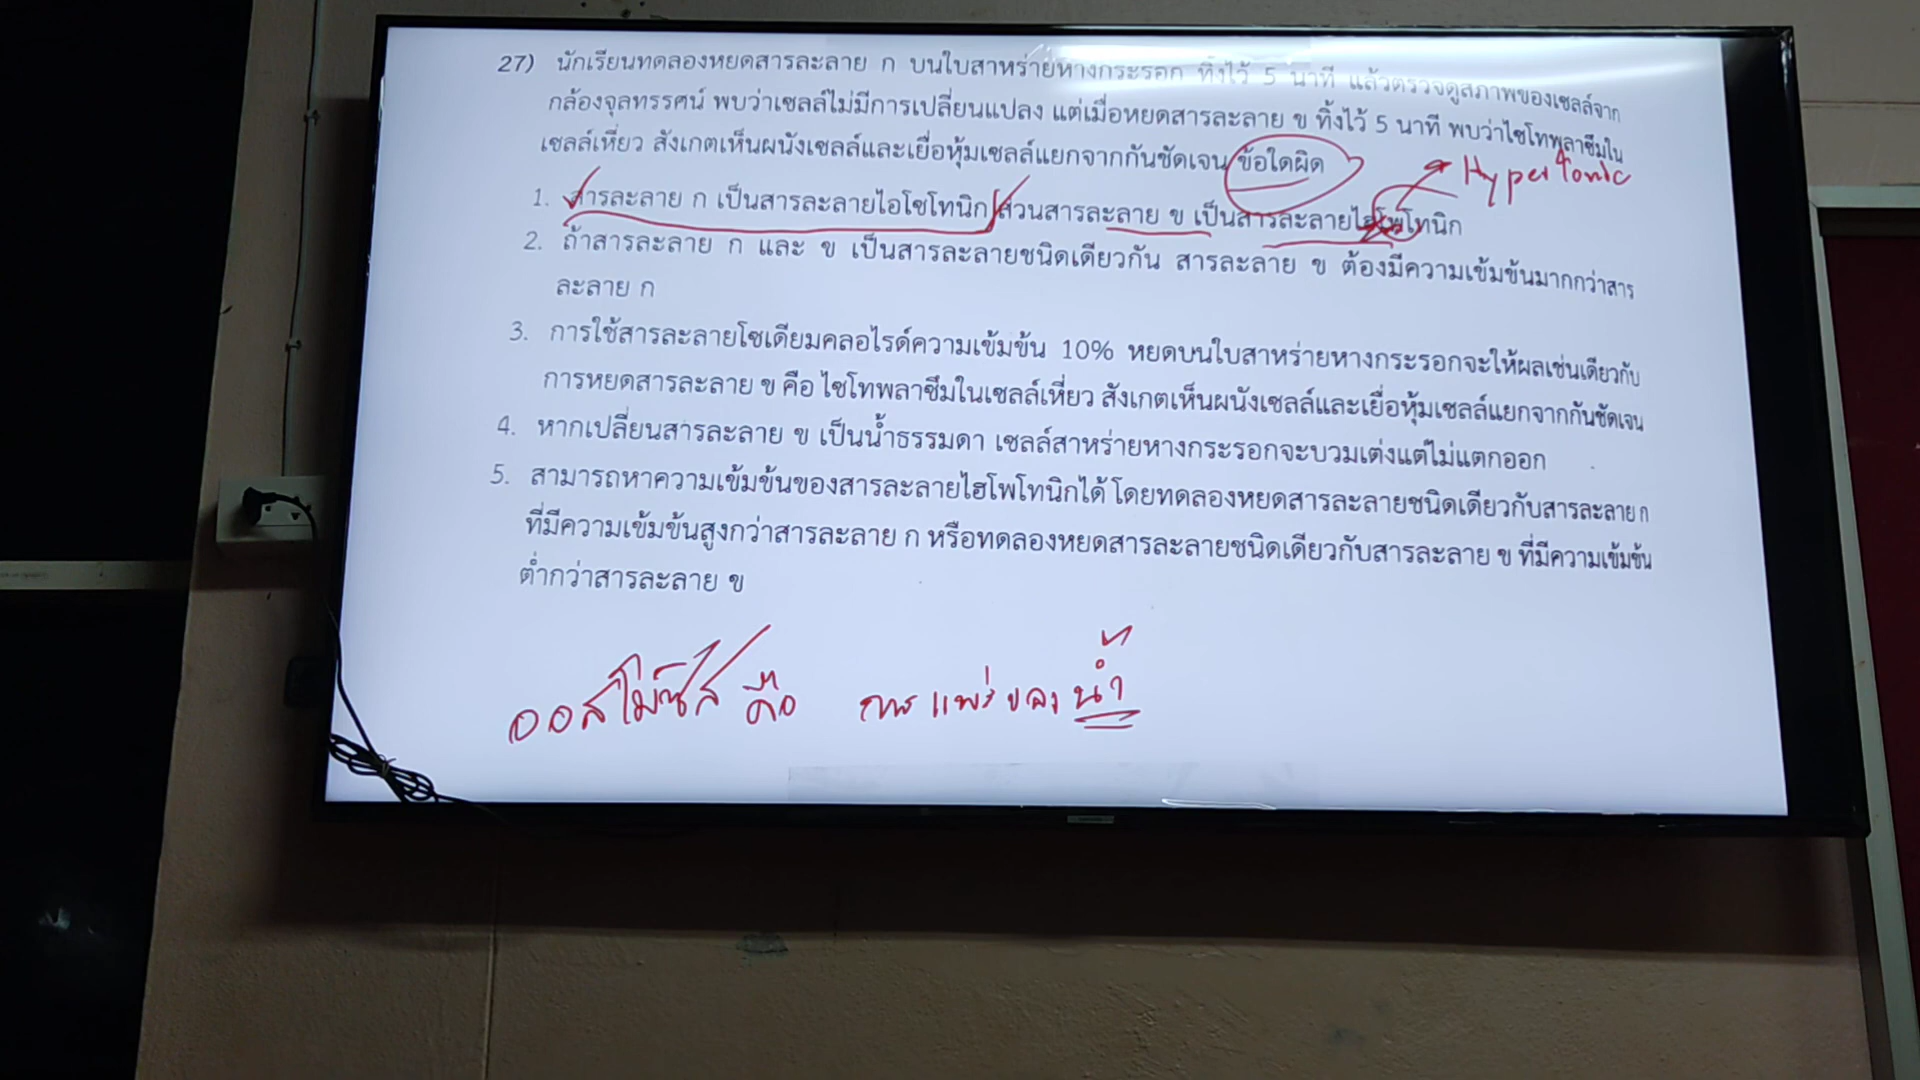 27) นักเรียนทดลองหยดสารละลาย ก บนใบสาหร่ายหางกระรอก ทิ้งไว้ 5 นาที แล้วตรวจดูสภาพของเซลล์จาก
กล้องจุลทรรศน์ พบว่าเซลล์ไม่มีการเปลี่ยนแปลง แต่เมื่อหยดสารละลาย ข ทิ้งไว้ 5 นาที พบว่าไซโทพลาซึมใน
เซลล์เหี่ยว สังเกตเห็นผนังเซลล์และเยื่อหุ้มเซลล์แยกจากกันชัดเจน ข้อใดผิด
Hypertonic
1. สารละลาย ก เป็นสารละลายไอโซโทนิก ส่วนสารละลาย ข เป็นสารละลายไฮโพโทนิก
2. ถ้าสารละลาย ก และ ข เป็นสารละลายชนิดเดียวกัน สารละลาย ข ต้องมีความเข้มข้นมากกว่าสาร
ละลาย ก
3. การใช้สารละลายโซเดียมคลอไรด์ความเข้มข้น 10% หยดบนใบสาหร่ายหางกระรอกจะให้ผลเช่นเดียวกับ
การหยดสารละลาย ข คือ ไซโทพลาซึมในเซลล์เหี่ยว สังเกตเห็นผนังเซลล์และเยื่อหุ้มเซลล์แยกจากกันชัดเจน
4. หากเปลี่ยนสารละลาย ข เป็นน้ำธรรมดา เซลล์สาหร่ายหางกระรอกจะบวมเต่งแต่ไม่แตกออก
5. สามารถหาความเข้มข้นของสารละลายไฮโพโทนิกได้ โดยทดลองหยดสารละลายชนิดเดียวกับสารละลาย ก
ที่มีความเข้มข้นสูงกว่าสารละลาย ก หรือทดลองหยดสารละลายชนิดเดียวกับสารละลาย ข ที่มีความเข้มข้น
ต่ำกว่าสารละลาย ข
ออสโมซิส คือ การแพร่ของน้ำ